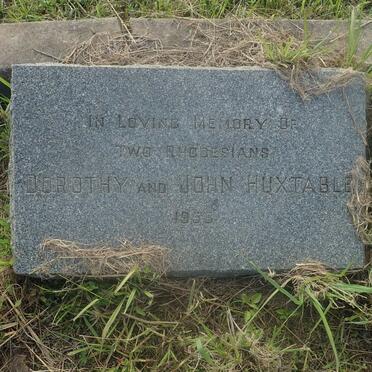 In Loving Memory Of
Two Rhodesians
DOROTHY AND JOHN HUXTABLE